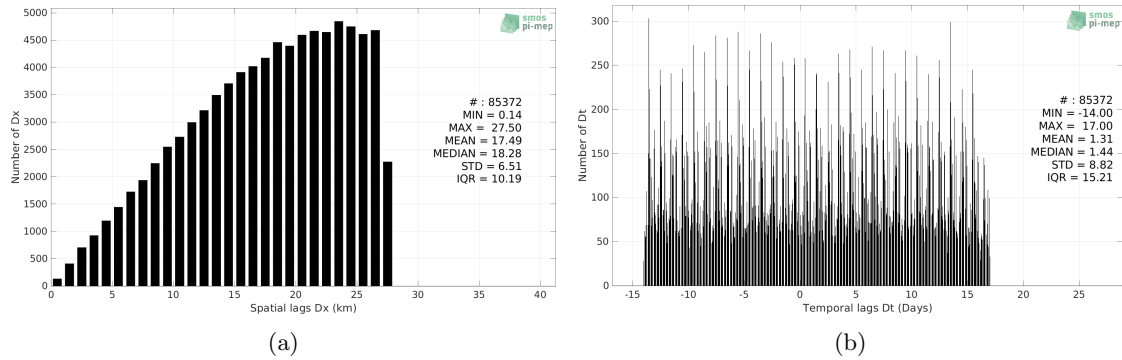 smos
pi-mep
5000
4500
4000
3500
3000
2500
2000
1500
1000
500
0
Number of Dx
0 5 10 15 20 25 30 35 40
Spatial lags Dx (km)
# : 85372
MIN = 0.14
MAX = 27.50
MEAN = 17.49
MEDIAN = 18.28
STD = 6.51
IQR = 10.19
(a)
smos
pi-mep
300
250
200
150
100
50
0
Number of Dt
-15 -10 -5 0 5 10 15 20 25
Temporal lags Dt (Days)
# : 85372
MIN = -14.00
MAX = 17.00
MEAN = 1.31
MEDIAN = 1.44
STD = 8.82
IQR = 15.21
(b)